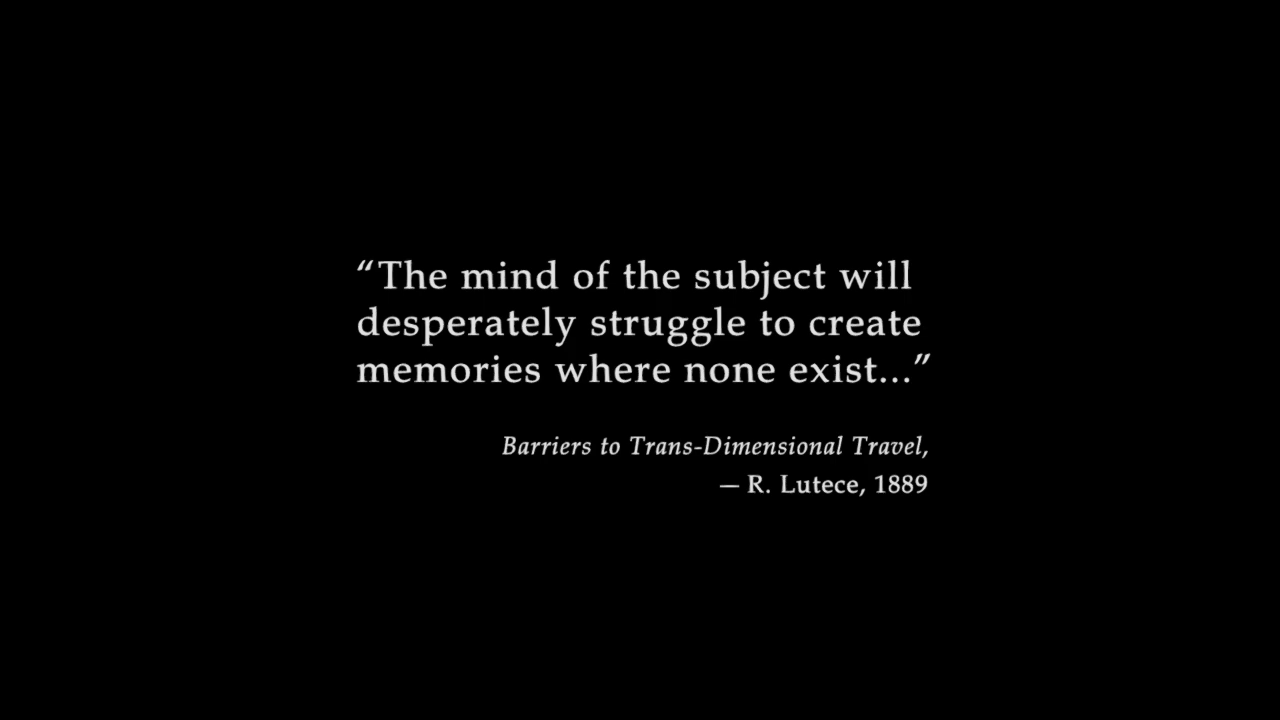 “The mind of the subject will
desperately struggle to create
memories where none exist...”
Barriers to Trans-Dimensional Travel,
— R. Lutece, 1889